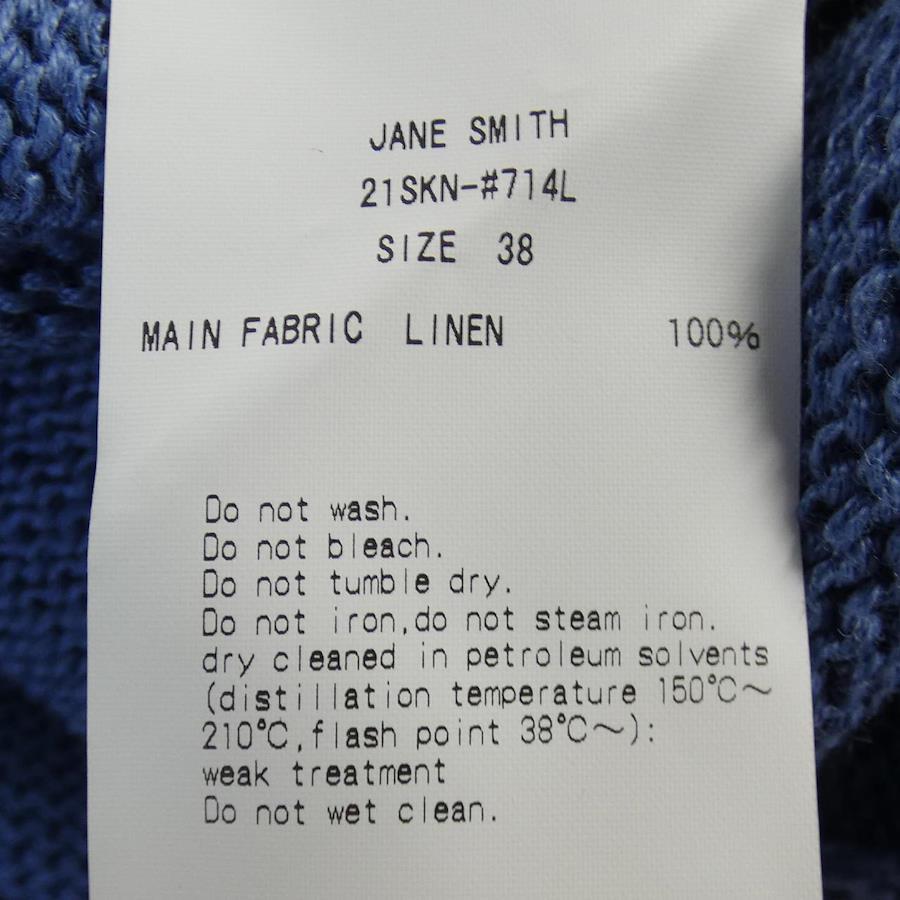 JANE SMITH
21SKN-#714L
SIZE 38
MAIN FABRIC LINEN 100%
Do not wash.
Do not bleach.
Do not tumble dry.
Do not iron,do not steam iron.
dry cleaned in petroleum solvents
(distillation temperature 150℃～
210℃,flash point 38℃～):
weak treatment
Do not wet clean.